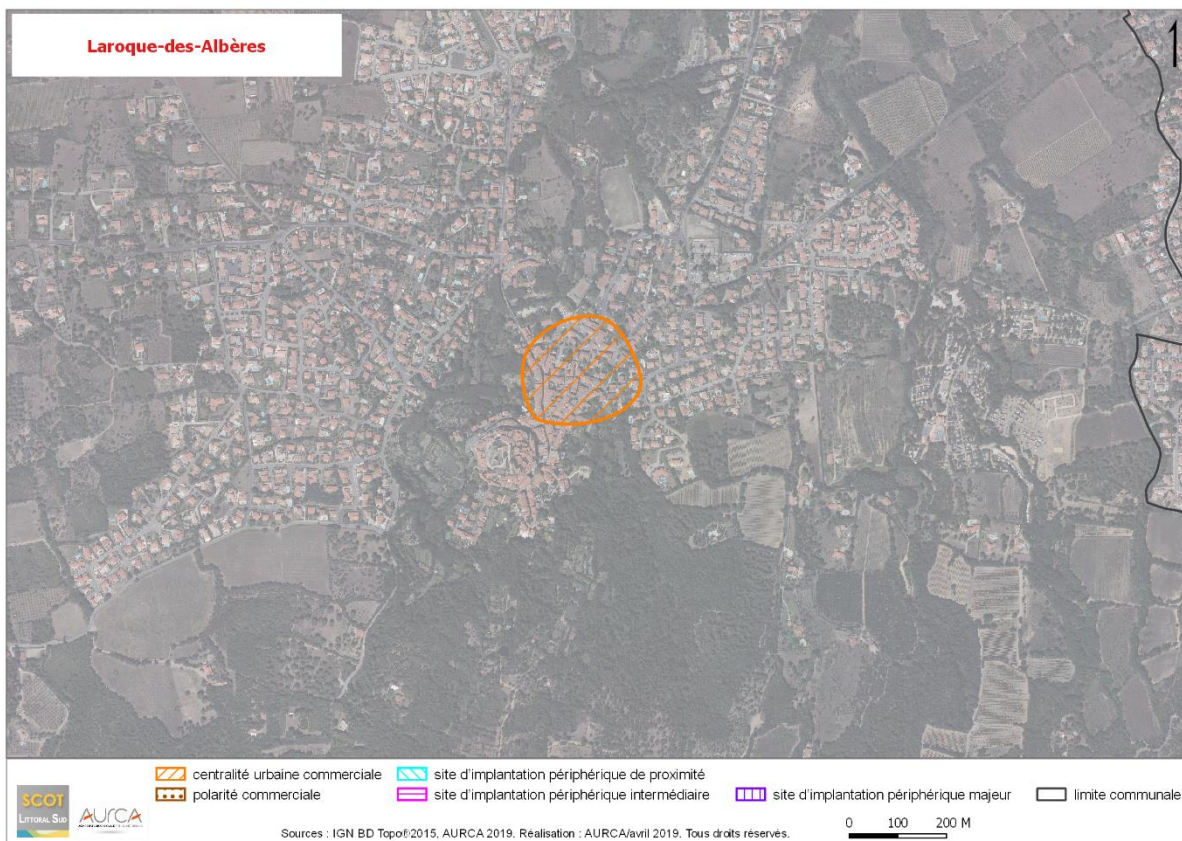 Laroque-des-Albères
centralité urbaine commerciale
site d'implantation périphérique de proximité
polarité commerciale
site d'implantation périphérique intermédiaire
site d'implantation périphérique majeur
limite communale
SCOT
LITTORAL SUD
AURCA
Sources : IGN BD Topo®2015, AURCA 2019. Réalisation : AURCA/avril 2019. Tous droits réservés.
0 100 200 M